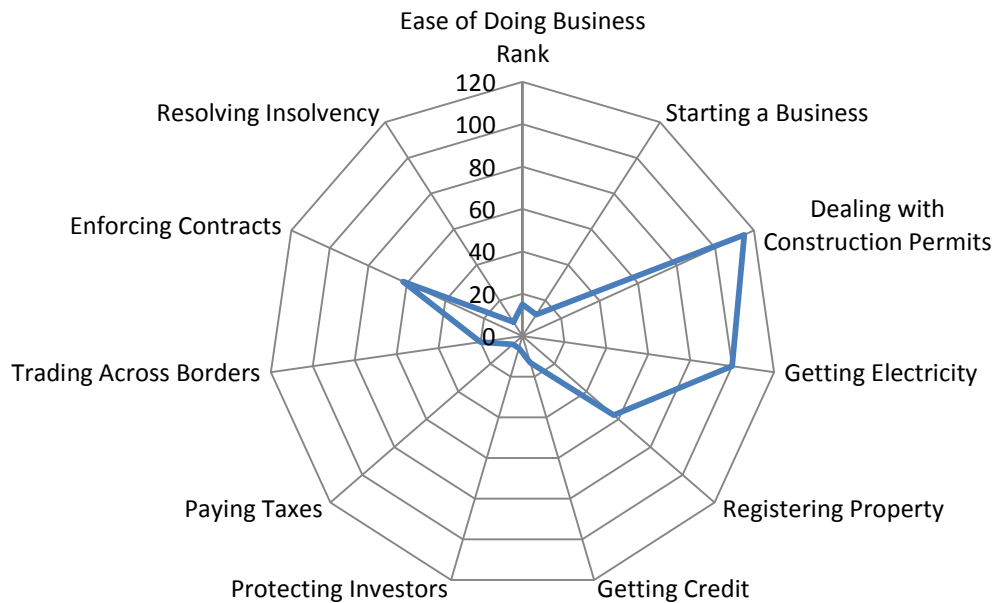 Ease of Doing Business
Rank
Starting a Business
Dealing with
Construction Permits
Getting Electricity
Registering Property
Getting Credit
Protecting Investors
Paying Taxes
Trading Across Borders
Enforcing Contracts
Resolving Insolvency
120
100
80
60
40
20
0